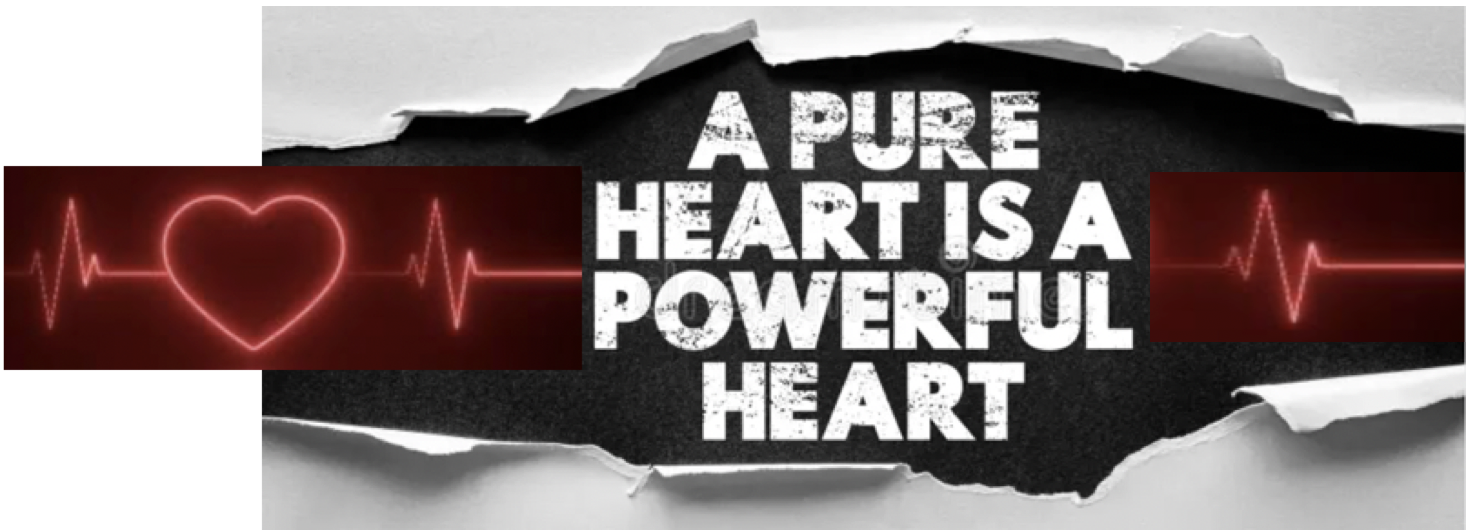 A PURE
HEART IS A
POWERFUL
HEART